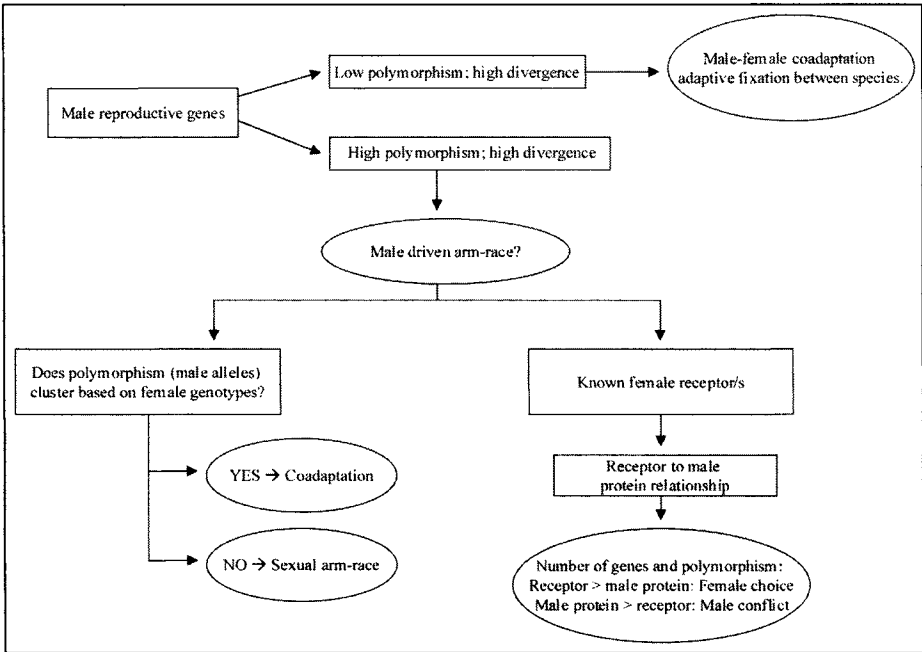 Male reproductive genes
Low polymorphism; high divergence
Male-female coadaptation
adaptive fixation between species.
High polymorphism; high divergence
Male driven arm-race?
Does polymorphism (male alleles)
cluster based on female genotypes?
YES → Coadaptation
NO → Sexual arm-race
Known female receptor/s
Receptor to male
protein relationship
Number of genes and polymorphism:
Receptor > male protein: Female choice
Male protein > receptor: Male conflict